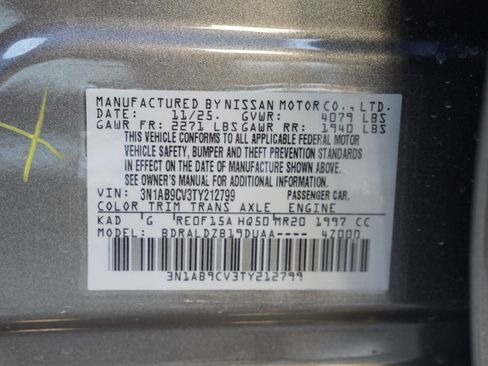 MANUFACTURED BY NISSAN MOTOR CO., LTD.
DATE: 11/25. GVWR: 4079 LBS
GAWR FR: 2271 LBS GAWR RR: 1940 LBS
THIS VEHICLE CONFORMS TO ALL APPLICABLE FEDERAL MOTOR
VEHICLE SAFETY, BUMPER AND THEFT PREVENTION STANDARDS
IN EFFECT ON THE DATE OF MANUFACTURE SHOWN ABOVE.
SEE OWNER'S MANUAL FOR ADDITIONAL INFORMATION.
VIN: 3N1AB9CV3TY212799 PASSENGER CAR.
COLOR TRIM TRANS AXLE ENGINE
KAD G RE0F15A HQ50 MR20 1997 CC
MODEL: BDRALDZB19DUAA---- 4Z000
3N1AB9CV3TY212799